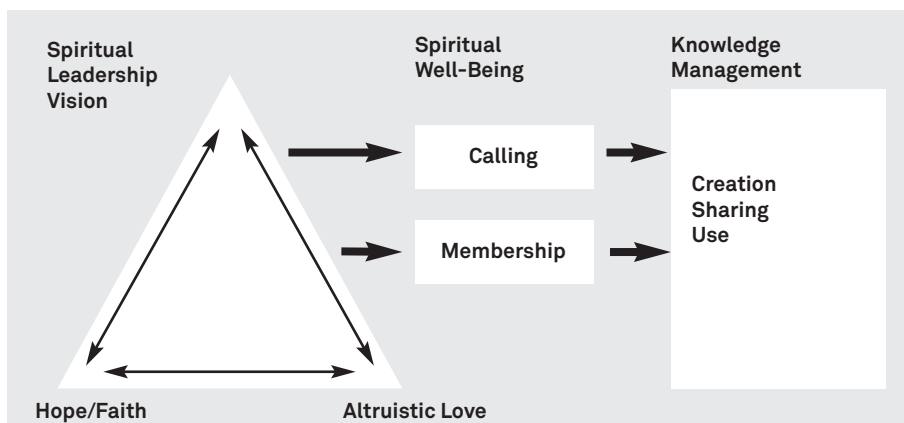 Spiritual
Leadership
Vision
Spiritual
Well-Being
Knowledge
Management
Calling
Membership
Creation
Sharing
Use
Hope/Faith
Altruistic Love